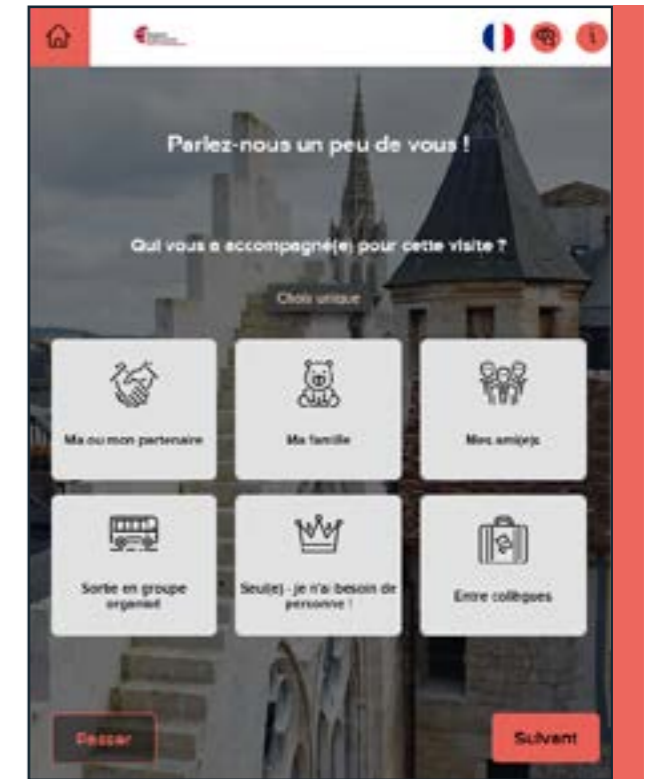 Parlez-nous un peu de vous !
Qui vous a accompagné(e) pour cette visite ?
Choix unique
Ma ou mon partenaire
Ma famille
Mes ami(e)s
Sortie en groupe
organisé
Seul(e) - je n'ai besoin de
personne !
Entre collègues
Passer
Suivant